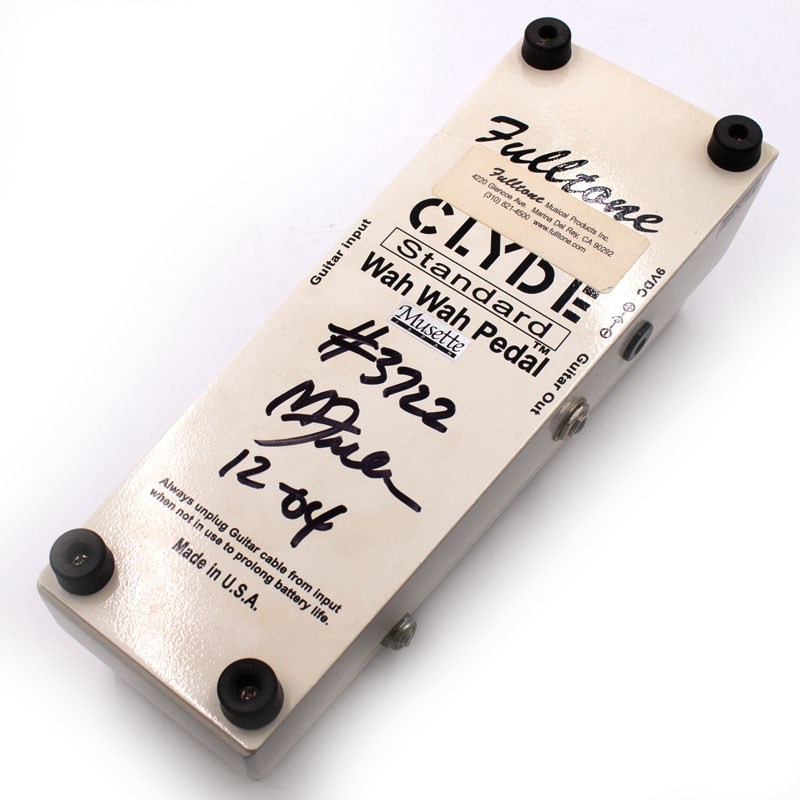 Fulltone
Fulltone Musical Products Inc.
4220 Glencoe Ave. Marina Del Rey, CA 90292
(310) 821-4500 www.fulltone.com
CLYDE
Standard
Wah Wah Pedal™
Guitar input
9VDC
Guitar Out
Musette
#3722
MFuller
12-04
Always unplug Guitar cable from input
when not in use to prolong battery life.
Made in U.S.A.